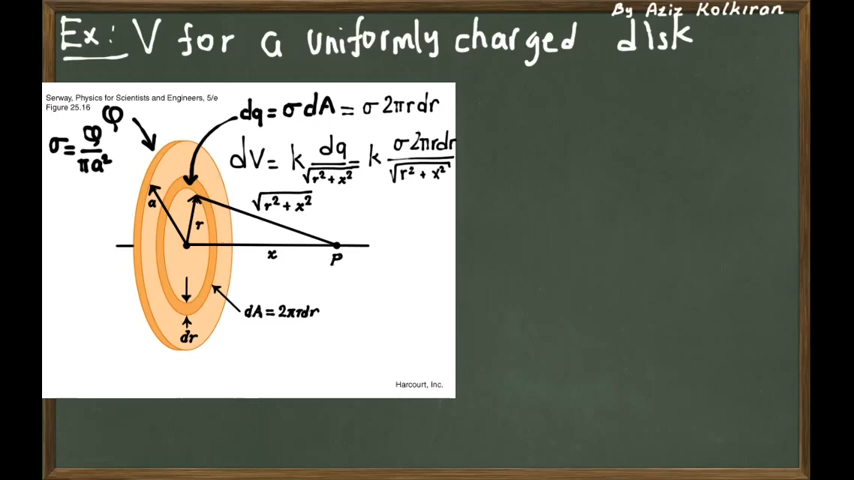 By Aziz Kolkıran
Ex: V for a uniformly charged disk
Serway, Physics for Scientists and Engineers, 5/e
Figure 25.16
φ
dq = σdA = σ2πrdr
σ = φ/πa²
dV = k dq/√(r²+x²) = k σ2πrdr/√(r²+x²)
√(r²+x²)
a
r
x
P
dA = 2πrdr
dr
Harcourt, Inc.